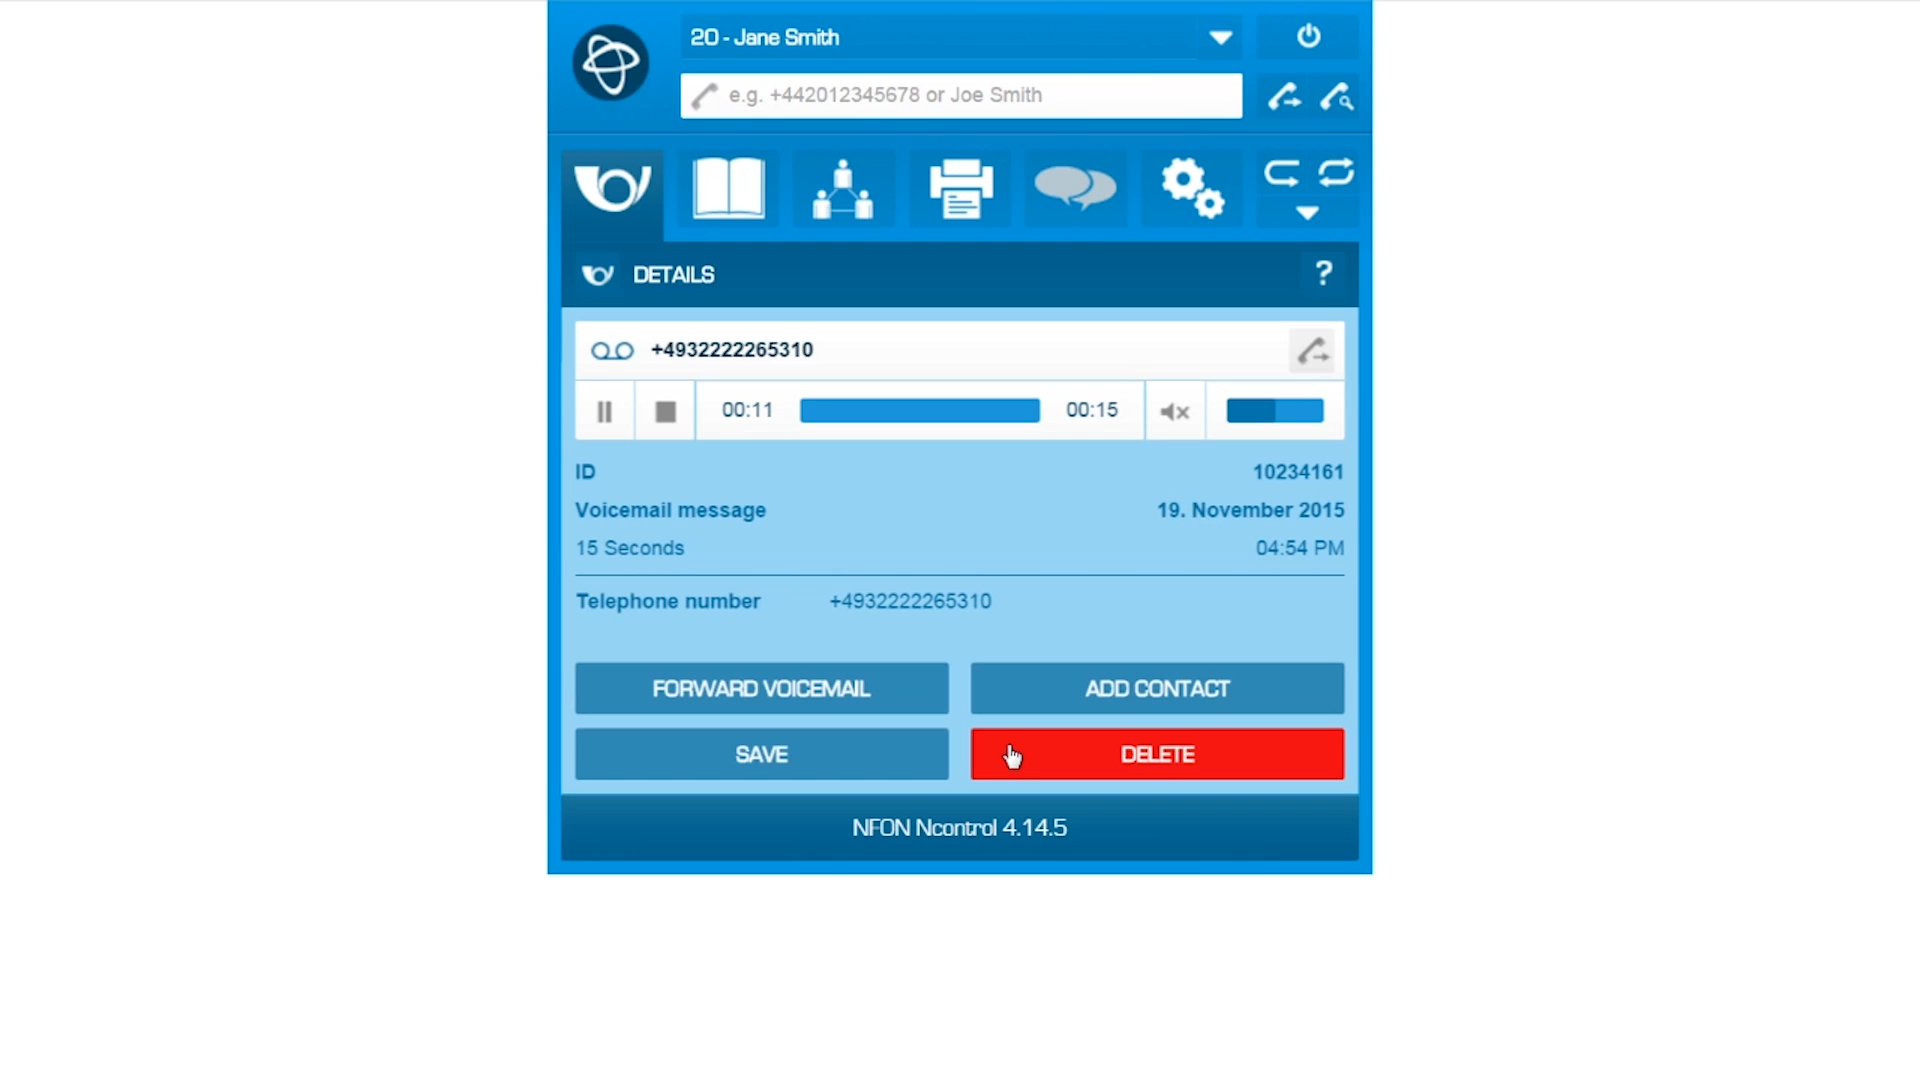 20 - Jane Smith
e.g. +442012345678 or Joe Smith
DETAILS
?
+4932222265310
00:11
00:15
ID
10234161
Voicemail message
19. November 2015
15 Seconds
04:54 PM
Telephone number
+4932222265310
FORWARD VOICEMAIL
ADD CONTACT
SAVE
DELETE
NFON Ncontrol 4.14.5